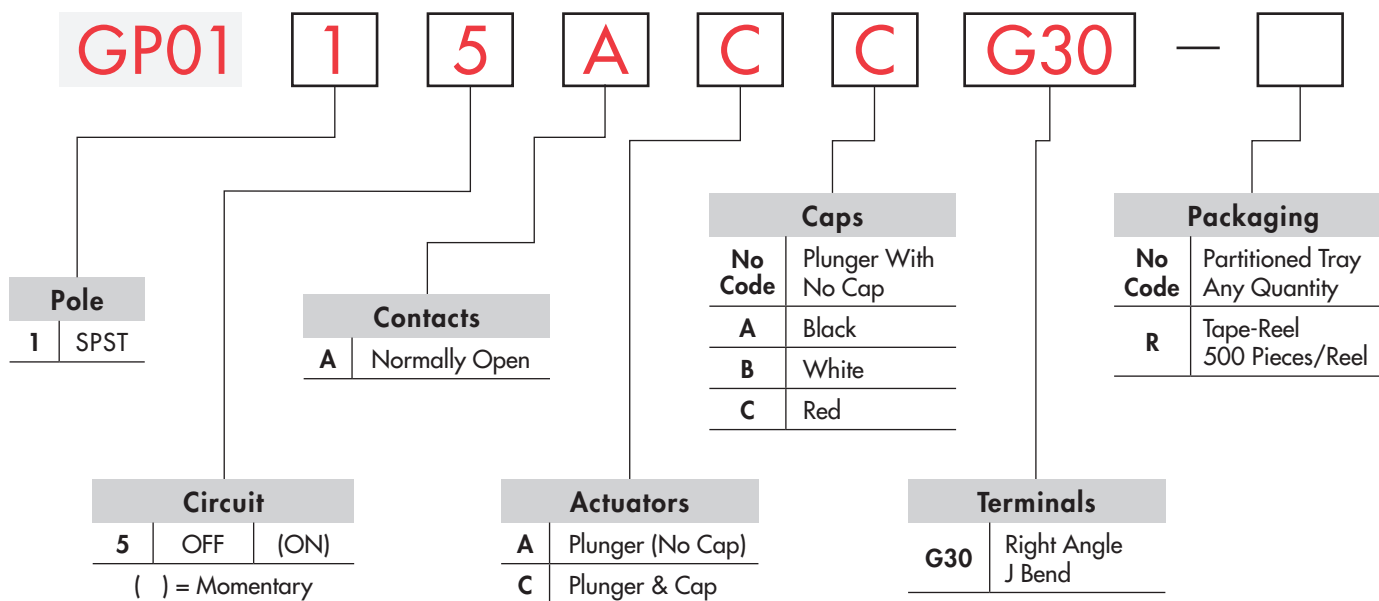 GP01 1 5 A C C G30 —
Pole
1 SPST
Circuit
5 OFF (ON)
( ) = Momentary
Contacts
A Normally Open
Actuators
A Plunger (No Cap)
C Plunger & Cap
Caps
No Code Plunger With
No Cap
A Black
B White
C Red
Terminals
G30 Right Angle
J Bend
Packaging
No Code Partitioned Tray
Any Quantity
R Tape-Reel
500 Pieces/Reel